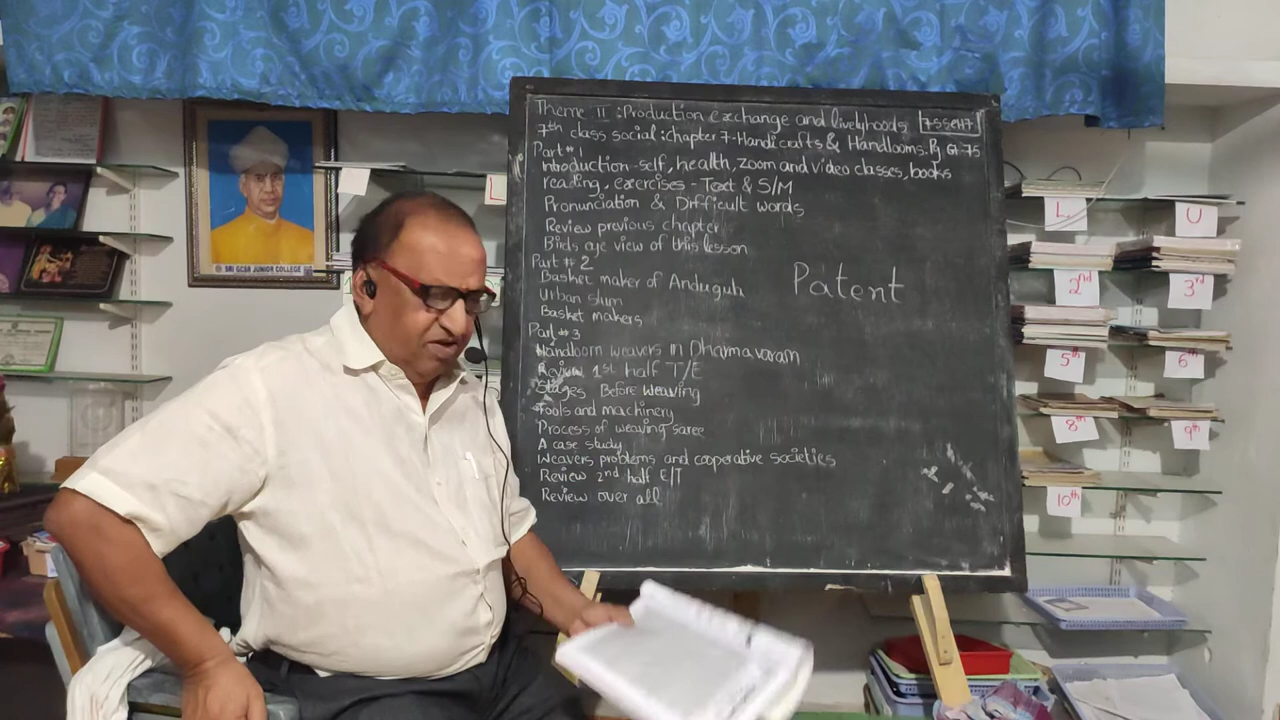 Theme II : Production exchange and livelyhoods 7SSCH7
7th class social : chapter 7- Handicrafts & Handlooms. Pg 75
Part # 1
Introduction - self, health, zoom and video classes, books
reading, exercises - Text & S/M
Pronunciation & Difficult words
Review previous chapter
Birds eye view of this lesson
Part # 2
Basket maker of
Urban slum
Basket makers
Part # 3
Handloom weavers in Dharmavaram
Review 1st half T/E
Stages Before weaving
Tools and machinery
Process of weaving saree
A case study
Weavers problems and cooperative societies
Review 2nd half E/T
Review over all
Patent
SRI GCSR JUNIOR COLLEGE
L
L
U
2nd
3rd
5th
6th
8th
9th
10th